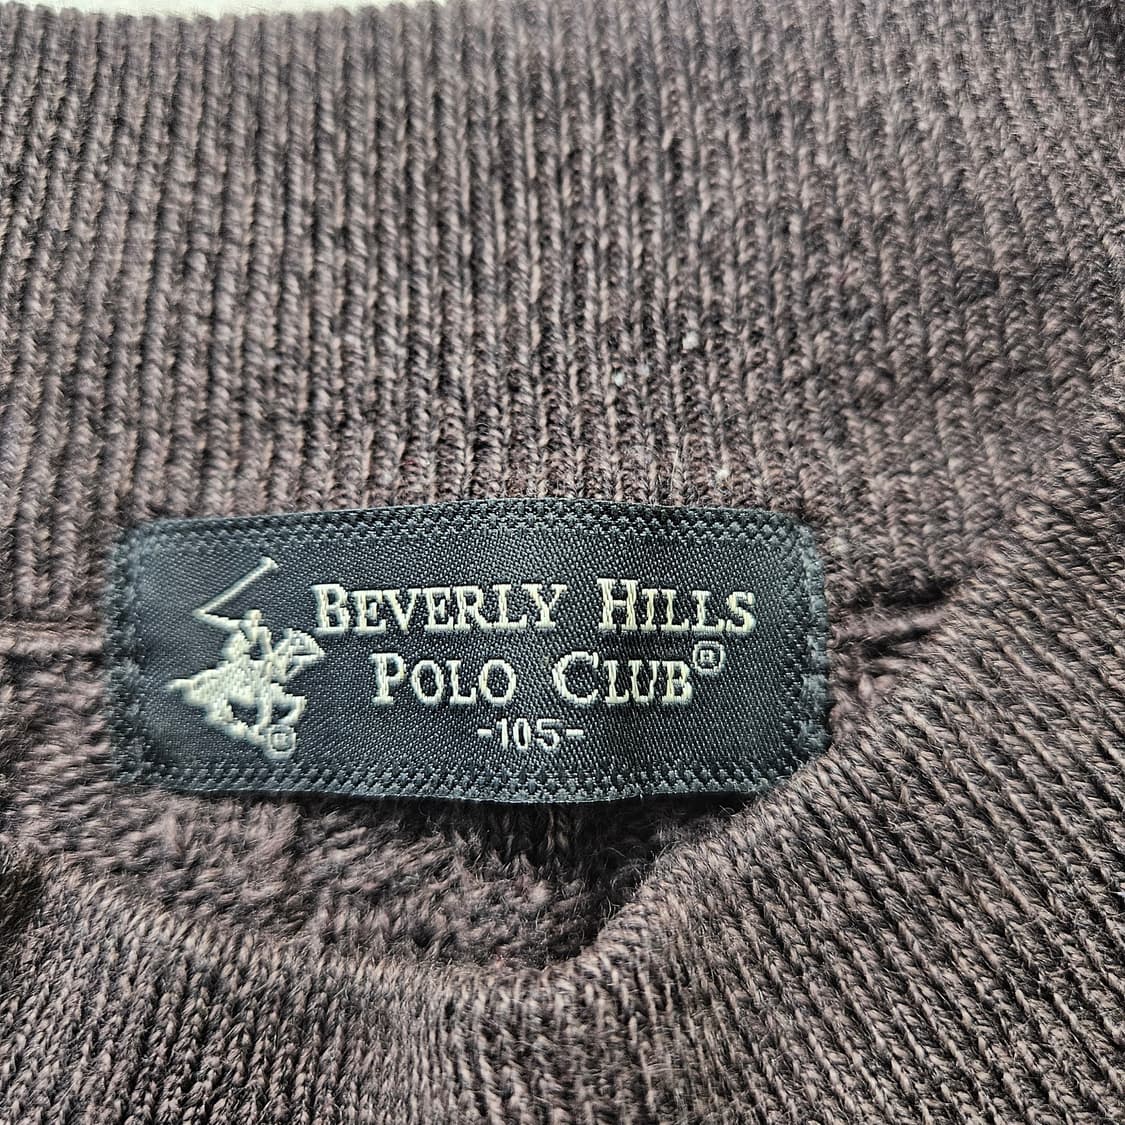 BEVERLY HILLS
POLO CLUB®
-105-
®